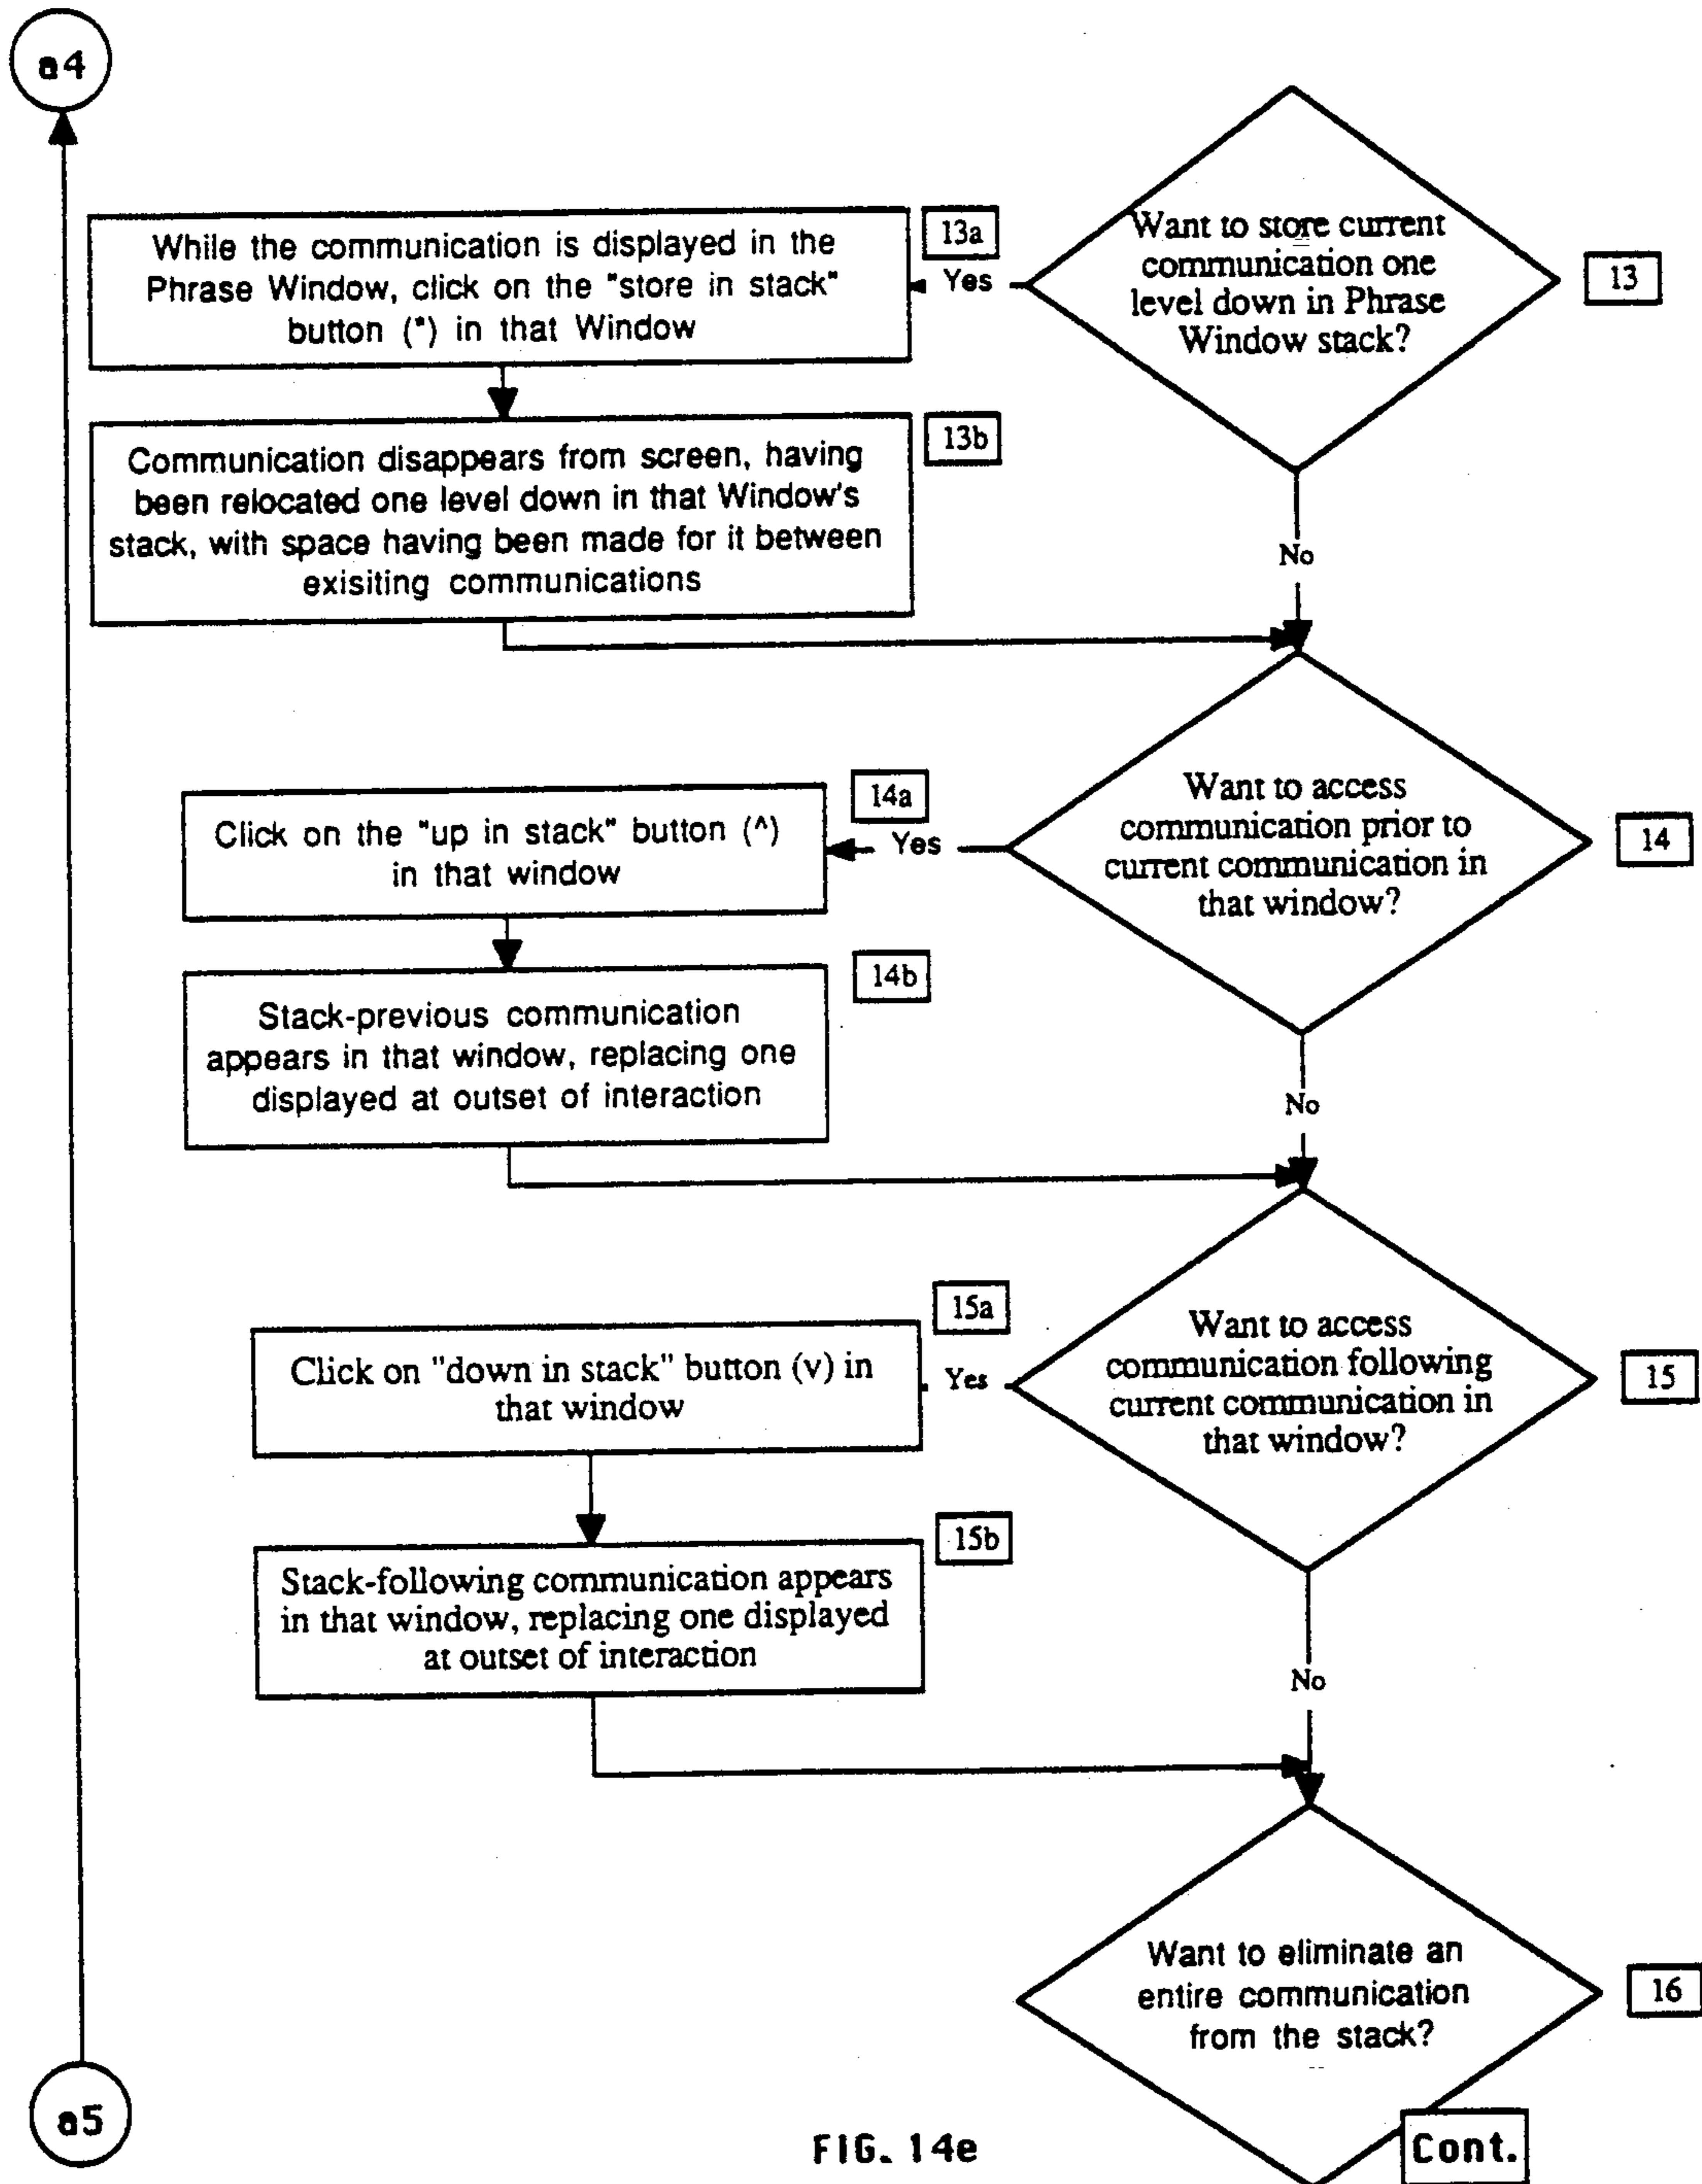 a4
Want to store current
communication one
level down in Phrase
Window stack?
13
Yes
13a
While the communication is displayed in the
Phrase Window, click on the "store in stack"
button (*) in that Window
13b
Communication disappears from screen, having
been relocated one level down in that Window's
stack, with space having been made for it between
exisiting communications
No
Want to access
communication prior to
current communication in
that window?
14
Yes
14a
Click on the "up in stack" button (^)
in that window
14b
Stack-previous communication
appears in that window, replacing one
displayed at outset of interaction
No
Want to access
communication following
current communication in
that window?
15
Yes
15a
Click on "down in stack" button (v) in
that window
15b
Stack-following communication appears
in that window, replacing one displayed
at outset of interaction
No
Want to eliminate an
entire communication
from the stack?
16
a5
FIG. 14e
Cont.